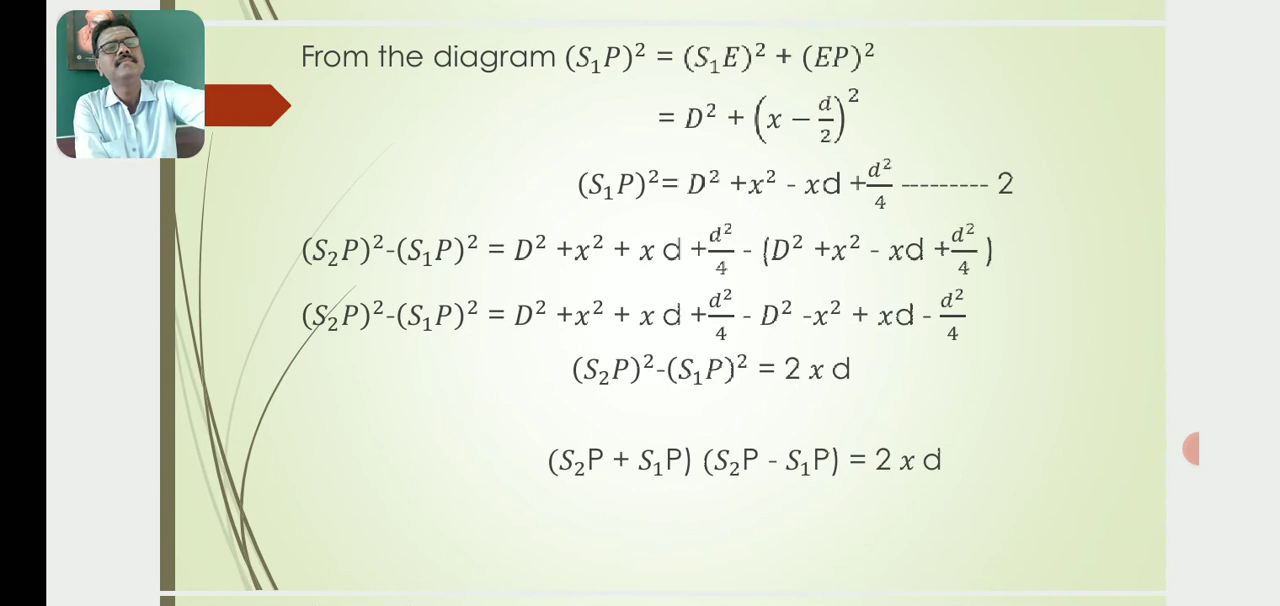 From the diagram (S₁P)² = (S₁E)² + (EP)²
= D² + (x − d/2)²
(S₁P)²= D² +x² - xd +d²/4 --------- 2
(S₂P)²-(S₁P)² = D² +x² + x d +d²/4 - (D² +x² - xd +d²/4 )
(S₂P)²-(S₁P)² = D² +x² + x d +d²/4 - D² -x² + xd - d²/4
(S₂P)²-(S₁P)² = 2 x d
(S₂P + S₁P) (S₂P - S₁P) = 2 x d